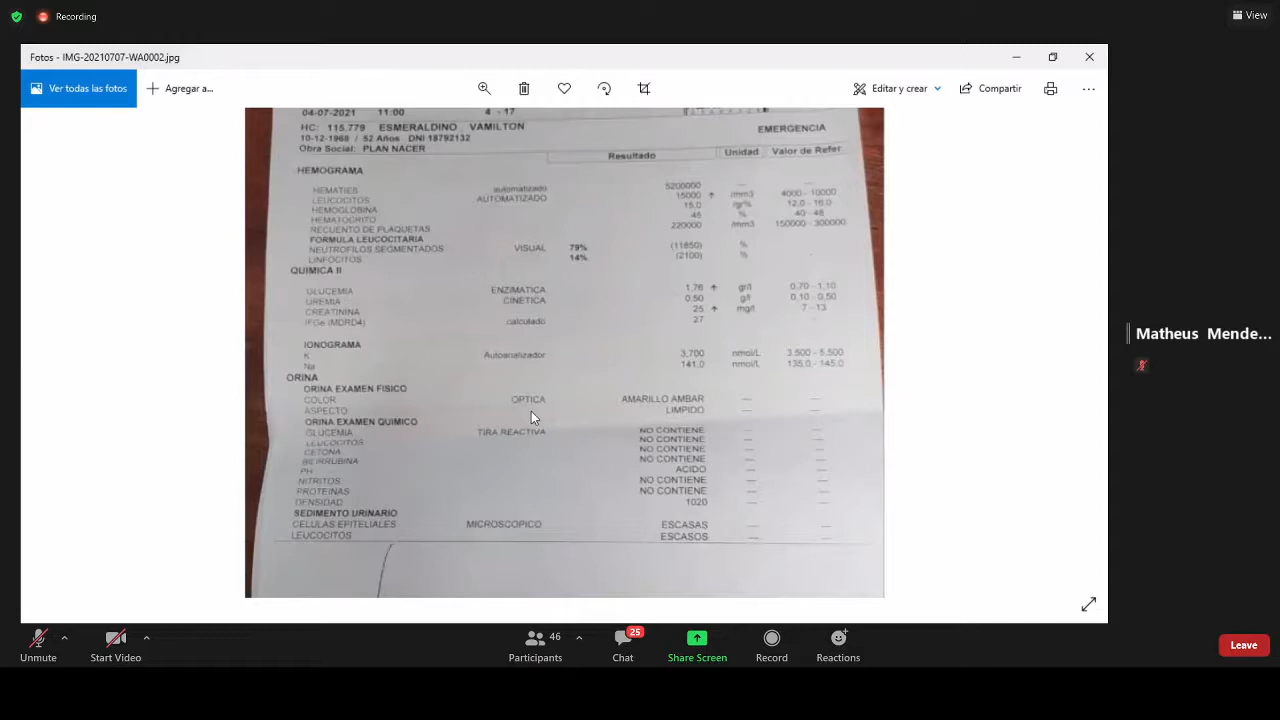 Recording
View
Fotos - IMG-20210707-WA0002.jpg
Ver todas las fotos
Agregar a...
Editar y crear
Compartir
04-07-2021 11:00 4 - 17
HC: 115.779 ESMERALDINO VAMILTON EMERGENCIA
10-12-1968 / 52 Años DNI 18792132
Obra Social: PLAN NACER
Resultado Unidad Valor de Refer
HEMOGRAMA
HEMATIES automatizado 5200000 — —
LEUCOCITOS AUTOMATIZADO 15000 ↑ /mm3 4000 - 10000
HEMOGLOBINA 15,0 /gr% 12,0 - 16,0
HEMATOCRITO 45 % 40 - 48
RECUENTO DE PLAQUETAS 220000 /mm3 150000 - 300000
FORMULA LEUCOCITARIA
NEUTROFILOS SEGMENTADOS VISUAL 79% (11850) %
LINFOCITOS 14% (2100) %
QUIMICA II
GLUCEMIA ENZIMATICA 1,76 ↑ gr/l 0,70 - 1,10
UREMIA CINETICA 0,50 g/l 0,10 - 0,50
CREATININA 25 ↑ mg/l 7 - 13
IFGe (MDRD4) calculado 27
IONOGRAMA
K Autoanalizador 3,700 nmol/L 3.500 - 5.500
Na 141,0 nmol/L 135,0 - 145,0
ORINA
ORINA EXAMEN FISICO
COLOR OPTICA AMARILLO AMBAR — —
ASPECTO LIMPIDO — —
ORINA EXAMEN QUIMICO
GLUCEMIA TIRA REACTIVA NO CONTIENE — —
LEUCOCITOS NO CONTIENE — —
CETONA NO CONTIENE — —
BILIRRUBINA NO CONTIENE — —
PH ACIDO — —
NITRITOS NO CONTIENE — —
PROTEINAS NO CONTIENE — —
DENSIDAD 1020 — —
SEDIMENTO URINARIO
CELULAS EPITELIALES MICROSCOPICO ESCASAS — —
LEUCOCITOS ESCASOS — —
Matheus Mende...
Unmute
Start Video
46
Participants
25
Chat
Share Screen
Record
Reactions
Leave